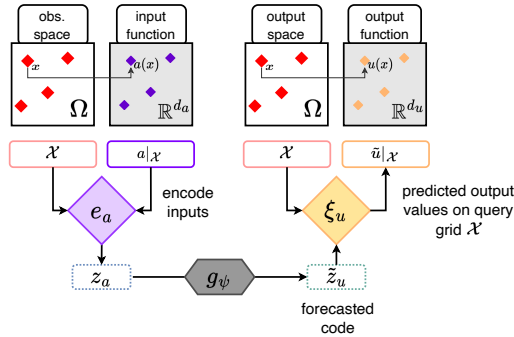 obs.
space
input
function
output
space
output
function
x
a(x)
x
u(x)
Ω
ℝ^{d_a}
Ω
ℝ^{d_u}
𝒳
a|_𝒳
𝒳
ũ|_𝒳
encode
inputs
e_a
ξ_u
predicted output
values on query
grid 𝒳
z_a
g_ψ
z̃_u
forecasted
code